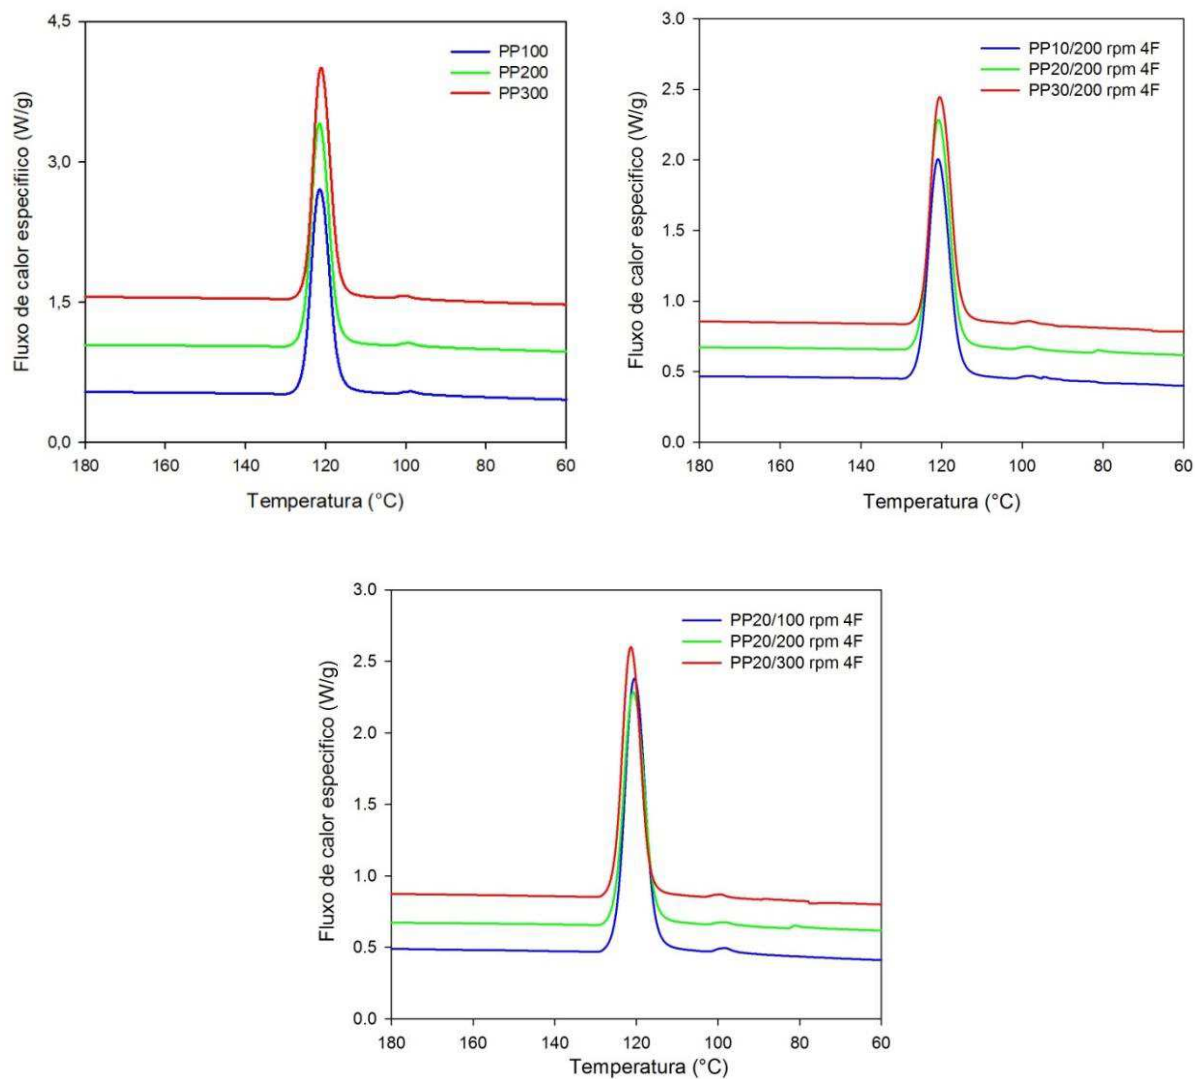 4,5
PP100
PP200
PP300
3,0
1,5
0,0
180 160 140 120 100 80 60
Fluxo de calor especifiico (W/g)
Temperatura (°C)
3.0
PP10/200 rpm 4F
PP20/200 rpm 4F
PP30/200 rpm 4F
2.5
2.0
1.5
1.0
0.5
0.0
180 160 140 120 100 80 60
Fluxo de calor especifico (W/g)
Temperatura (°C)
3.0
PP20/100 rpm 4F
PP20/200 rpm 4F
PP20/300 rpm 4F
2.5
2.0
1.5
1.0
0.5
0.0
180 160 140 120 100 80 60
Fluxo de calor especifico (W/g)
Temperatura (°C)